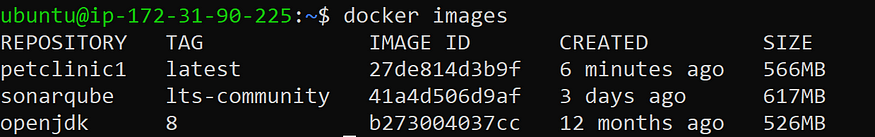 ubuntu@ip-172-31-90-225:~$ docker images
REPOSITORY TAG IMAGE ID CREATED SIZE
petclinic1 latest 27de814d3b9f 6 minutes ago 566MB
sonarqube lts-community 41a4d506d9af 3 days ago 617MB
openjdk 8 b273004037cc 12 months ago 526MB